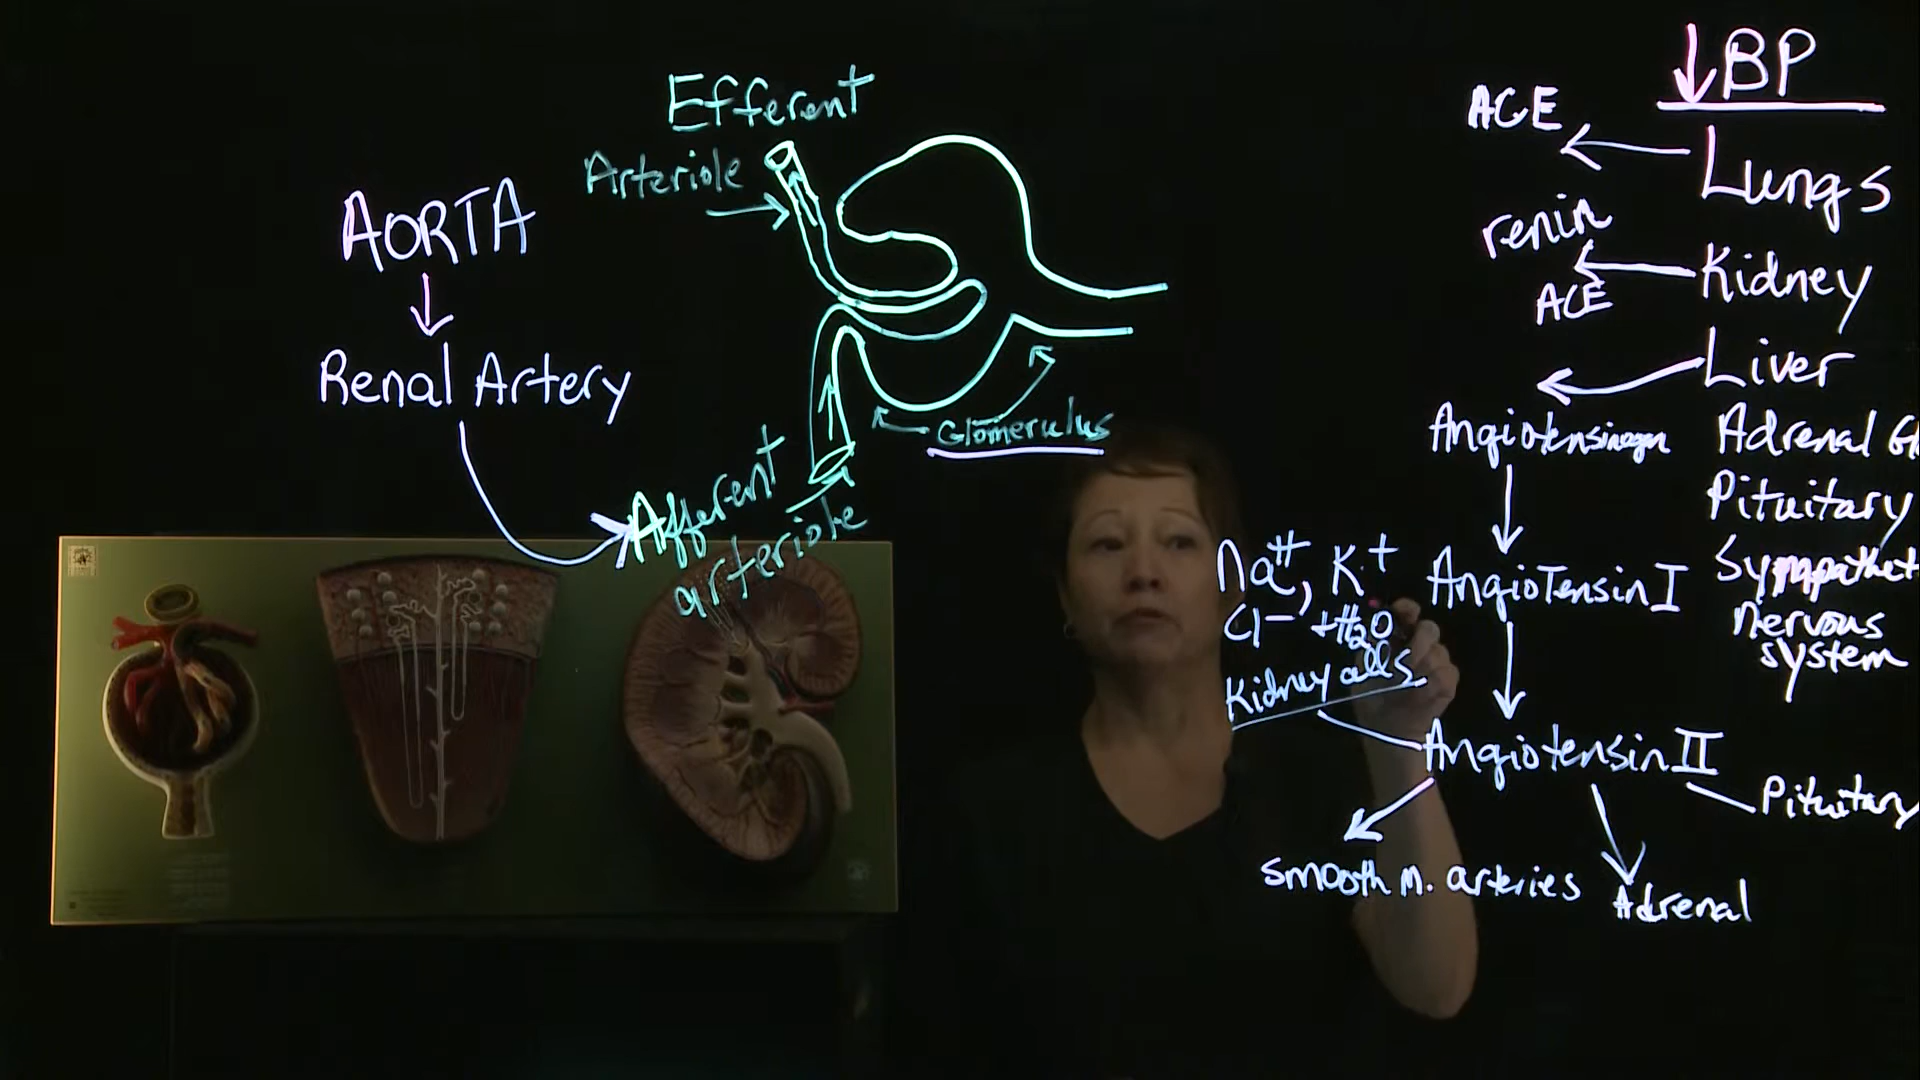 Efferent
Arteriole
AORTA
Renal Artery
Afferent
arteriole
Glomerulus
↓ BP
ACE ← Lungs
renin
ACE ← Kidney
Liver
Angiotensinogen
Adrenal Gl
Pituitary
Sympathet
nervous
system
Angiotensin I
Na+, K+
Cl- + H2O
Kidney cells
Angiotensin II
Pituitary
smooth m. arteries
Adrenal